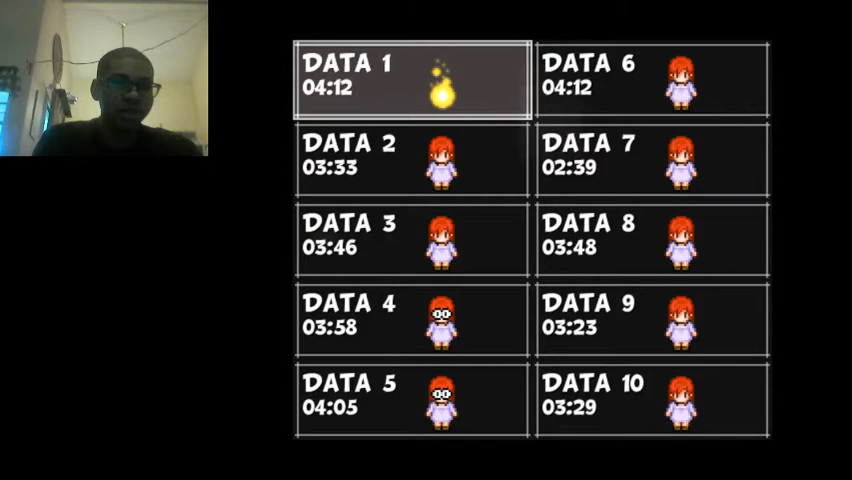 DATA 1
04:12
DATA 2
03:33
DATA 3
03:46
DATA 4
03:58
DATA 5
04:05
DATA 6
04:12
DATA 7
02:39
DATA 8
03:48
DATA 9
03:23
DATA 10
03:29